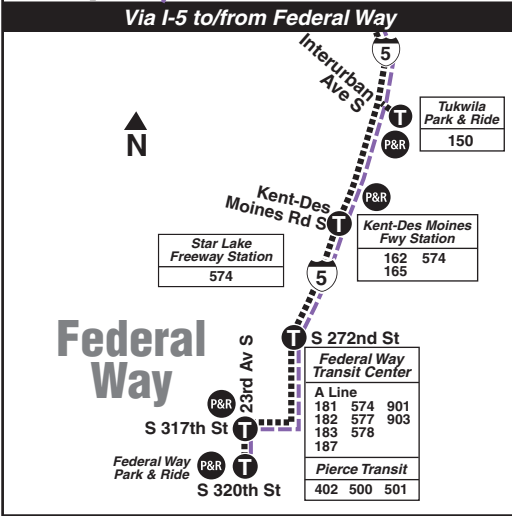 Via I-5 to/from Federal Way
5
Interurban
Ave S
T
Tukwila
Park & Ride
150
P&R
N
P&R
Kent-Des
Moines Rd S
T
Kent-Des Moines
Fwy Station
162 574
165
Star Lake
Freeway Station
574
5
T
S 272nd St
Federal
Way
23rd Av S
Federal Way
Transit Center
A Line
181 574 901
182 577 903
183 578
187
Pierce Transit
402 500 501
P&R
S 317th St
T
Federal Way
Park & Ride
P&R
T
S 320th St